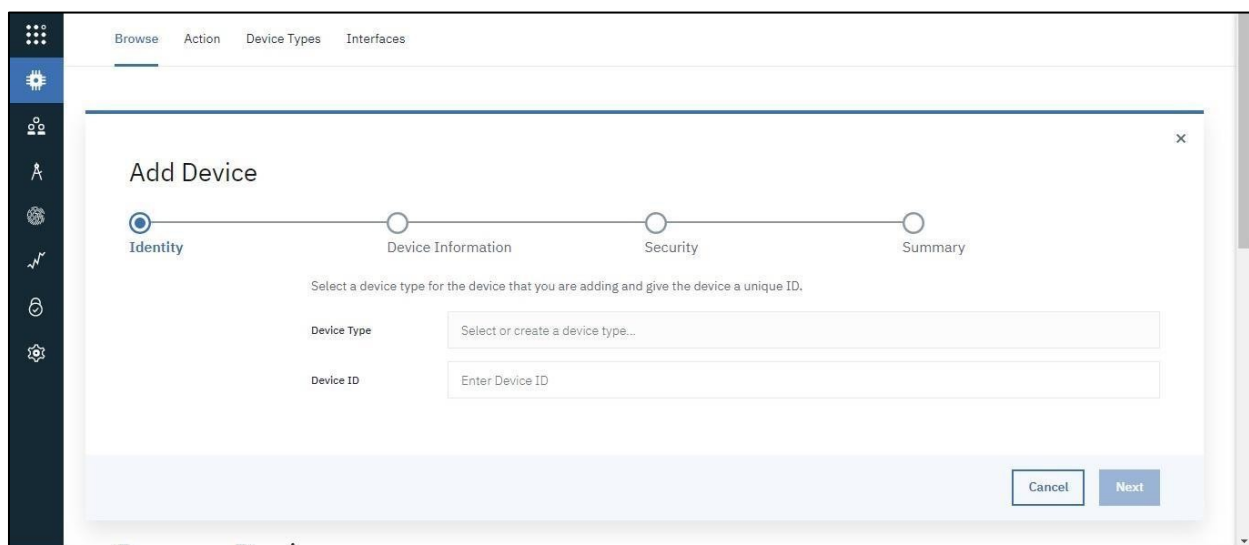 Browse Action Device Types Interfaces
Add Device
Identity Device Information Security Summary
Select a device type for the device that you are adding and give the device a unique ID.
Device Type Select or create a device type...
Device ID Enter Device ID
Cancel Next